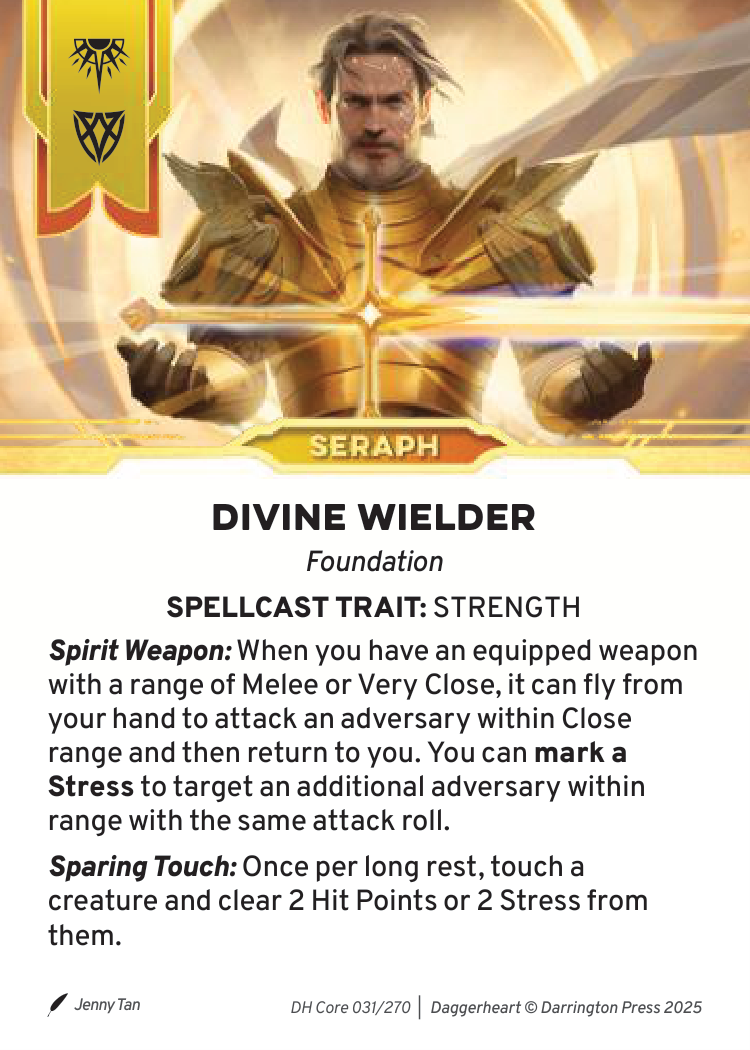 SERAPH
DIVINE WIELDER
Foundation
SPELLCAST TRAIT: STRENGTH
Spirit Weapon: When you have an equipped weapon
with a range of Melee or Very Close, it can fly from
your hand to attack an adversary within Close
range and then return to you. You can mark a
Stress to target an additional adversary within
range with the same attack roll.
Sparing Touch: Once per long rest, touch a
creature and clear 2 Hit Points or 2 Stress from
them.
Jenny Tan
DH Core 031/270 | Daggerheart © Darrington Press 2025